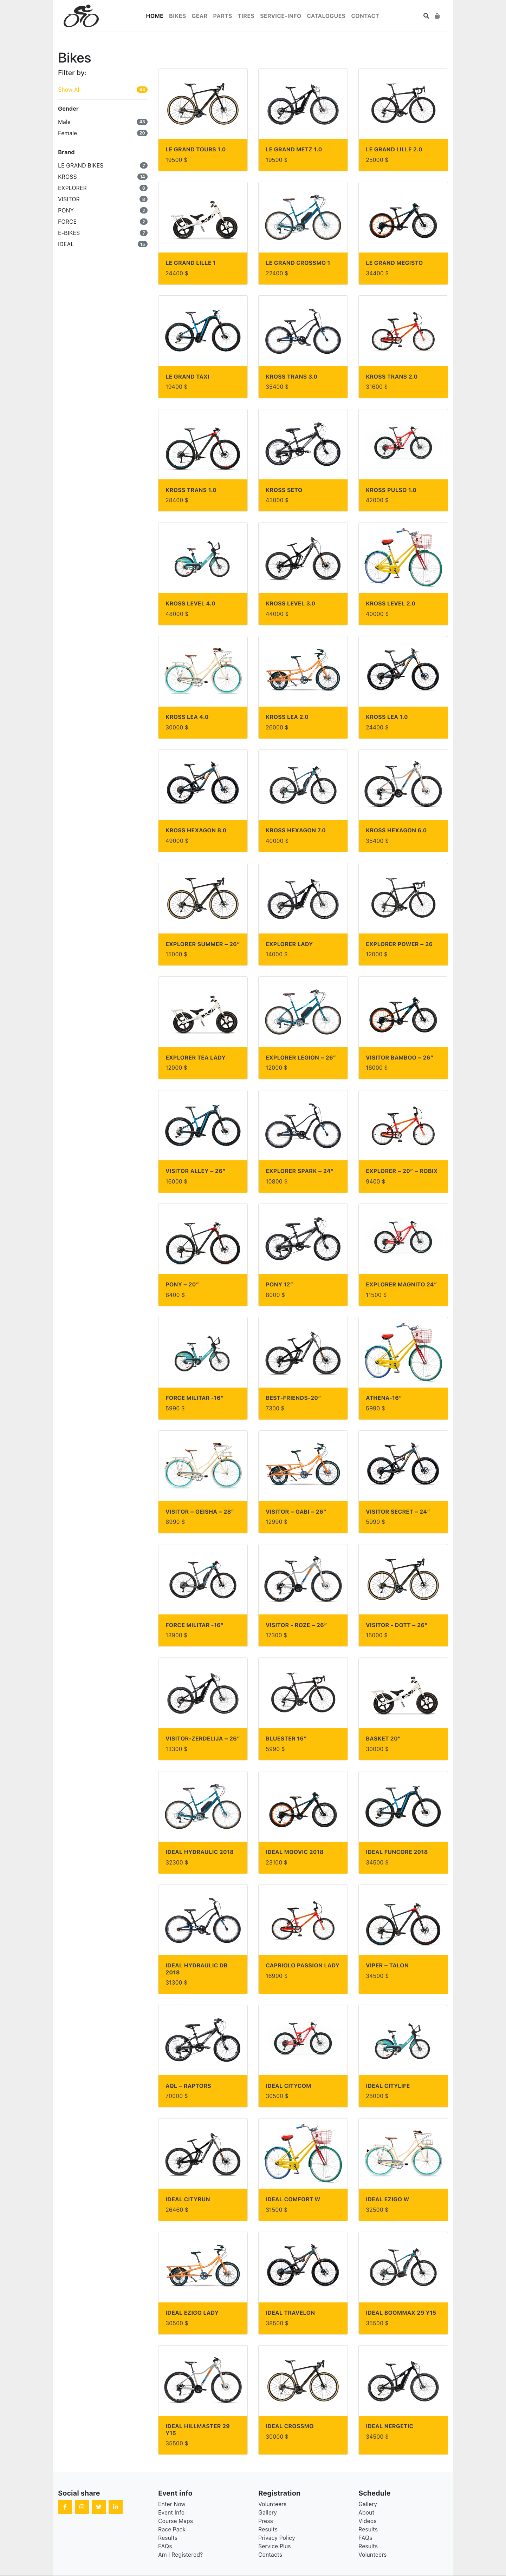 HOME BIKES GEAR PARTS TIRES SERVICE-INFO CATALOGUES CONTACT
Bikes
Filter by:
Show All 63
Gender
Male 43
Female 20
Brand
LE GRAND BIKES 7
KROSS 14
EXPLORER 8
VISITOR 8
PONY 2
FORCE 2
E-BIKES 7
IDEAL 15
LE GRAND TOURS 1.0
19500 $
LE GRAND METZ 1.0
19500 $
LE GRAND LILLE 2.0
25000 $
LE GRAND LILLE 1
24400 $
LE GRAND CROSSMO 1
22400 $
LE GRAND MEGISTO
34400 $
LE GRAND TAXI
19400 $
KROSS TRANS 3.0
35400 $
KROSS TRANS 2.0
31600 $
KROSS TRANS 1.0
28400 $
KROSS SETO
43000 $
KROSS PULSO 1.0
42000 $
KROSS LEVEL 4.0
48000 $
KROSS LEVEL 3.0
44000 $
KROSS LEVEL 2.0
40000 $
KROSS LEA 4.0
30000 $
KROSS LEA 2.0
26000 $
KROSS LEA 1.0
24400 $
KROSS HEXAGON 8.0
49000 $
KROSS HEXAGON 7.0
40000 $
KROSS HEXAGON 6.0
35400 $
EXPLORER SUMMER – 26"
15000 $
EXPLORER LADY
14000 $
EXPLORER POWER – 26
12000 $
EXPLORER TEA LADY
12000 $
EXPLORER LEGION – 26"
12000 $
VISITOR BAMBOO – 26"
16000 $
VISITOR ALLEY – 26"
16000 $
EXPLORER SPARK – 24"
10800 $
EXPLORER – 20" – ROBIX
9400 $
PONY – 20"
8400 $
PONY 12"
8000 $
EXPLORER MAGNITO 24"
11500 $
FORCE MILITAR -16"
5990 $
BEST-FRIENDS-20"
7300 $
ATHENA-16"
5990 $
VISITOR – GEISHA – 28"
8990 $
VISITOR – GABI – 26"
12990 $
VISITOR SECRET – 24"
5990 $
FORCE MILITAR -16"
13900 $
VISITOR - ROZE – 26"
17300 $
VISITOR - DOTT – 26"
15000 $
VISITOR-ZERDELIJA – 26"
13300 $
BLUESTER 16"
5990 $
BASKET 20"
30000 $
IDEAL HYDRAULIC 2018
32300 $
IDEAL MOOVIC 2018
23100 $
IDEAL FUNCORE 2018
34500 $
IDEAL HYDRAULIC DB
2018
31300 $
CAPRIOLO PASSION LADY
16900 $
VIPER – TALON
34500 $
AQL – RAPTORS
70000 $
IDEAL CITYCOM
30500 $
IDEAL CITYLIFE
28000 $
IDEAL CITYRUN
26460 $
IDEAL COMFORT W
31500 $
IDEAL EZIGO W
32500 $
IDEAL EZIGO LADY
30500 $
IDEAL TRAVELON
38500 $
IDEAL BOOMMAX 29 Y15
35500 $
IDEAL HILLMASTER 29
Y15
35500 $
IDEAL CROSSMO
30000 $
IDEAL NERGETIC
34500 $
Social share
Event info
Enter Now
Event Info
Course Maps
Race Pack
Results
FAQs
Am I Registered?
Registration
Volunteers
Gallery
Press
Results
Privacy Policy
Service Plus
Contacts
Schedule
Gallery
About
Videos
Results
FAQs
Results
Volunteers